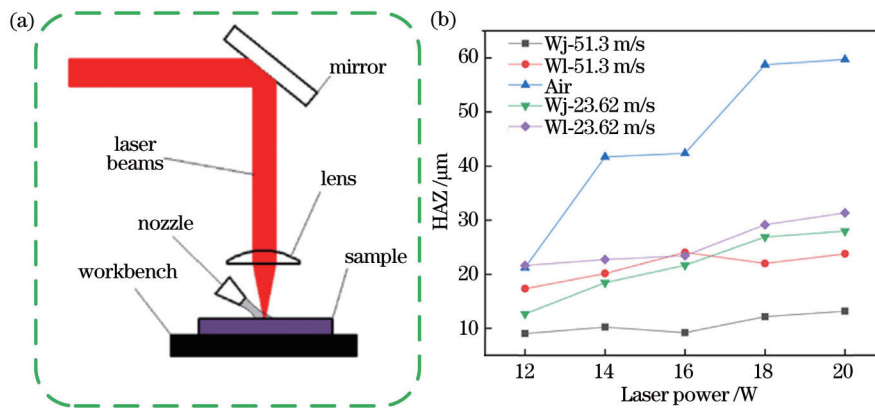 (a)
mirror
laser
beams
lens
nozzle
workbench
sample
(b)
HAZ /μm
60
50
40
30
20
10
Wj-51.3 m/s
Wl-51.3 m/s
Air
Wj-23.62 m/s
Wl-23.62 m/s
12 14 16 18 20
Laser power /W